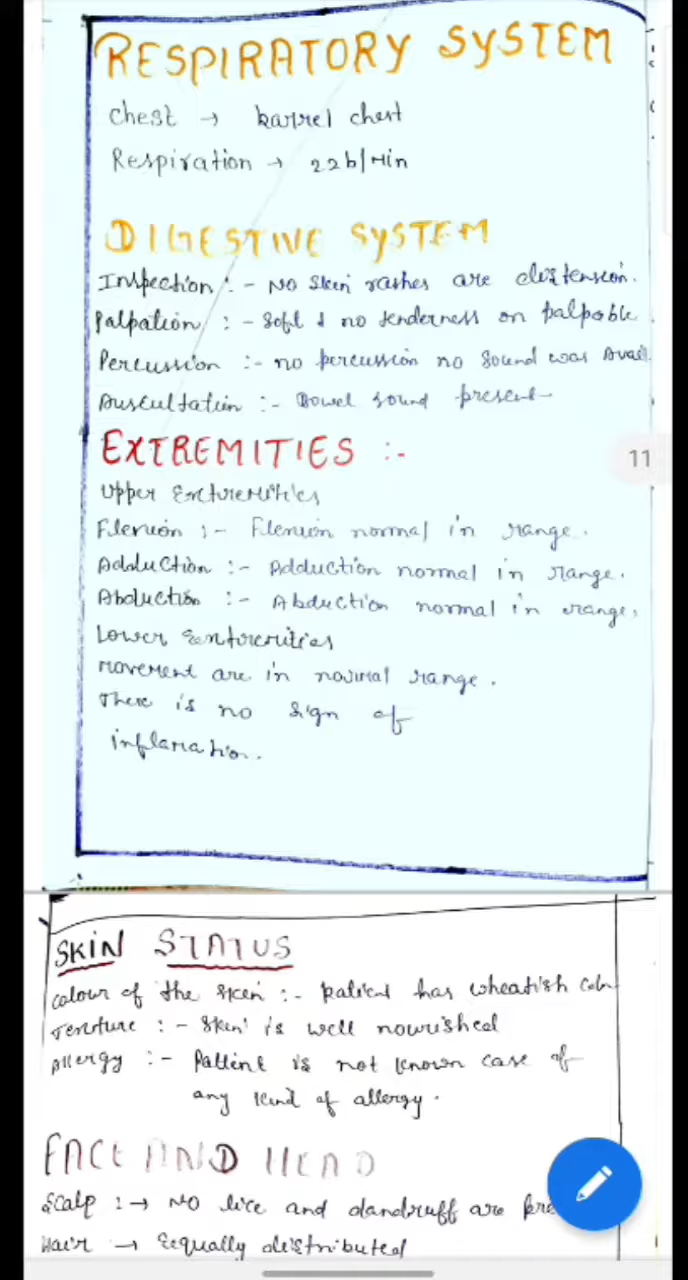 RESPIRATORY SYSTEM
Chest → barrel chest
Respiration → 22b/Min
DIGESTIVE SYSTEM
Inspection :- No skin rashes are distension.
Palpation :- Soft & no tenderness on palpable.
Percussion :- no percussion no sound was Avail.
Auscultation :- Bowel sound present
EXTREMITIES :-
11
Upper Extremities
Flexion :- Flexion normal in range.
Adduction :- Adduction normal in range.
Abduction :- Abduction normal in range.
Lower Extremities
Movement are in normal range.
There is no sign of
inflamation.
SKIN STATUS
Colour of the skin :- Patient has wheatish
Texture :- Skin is well nourished
Allergy :- Patient is not known case of
any kind of allergy.
FACE AND HEAD
Scalp :→ No lice and dandruff are
Hair → Equally distributed